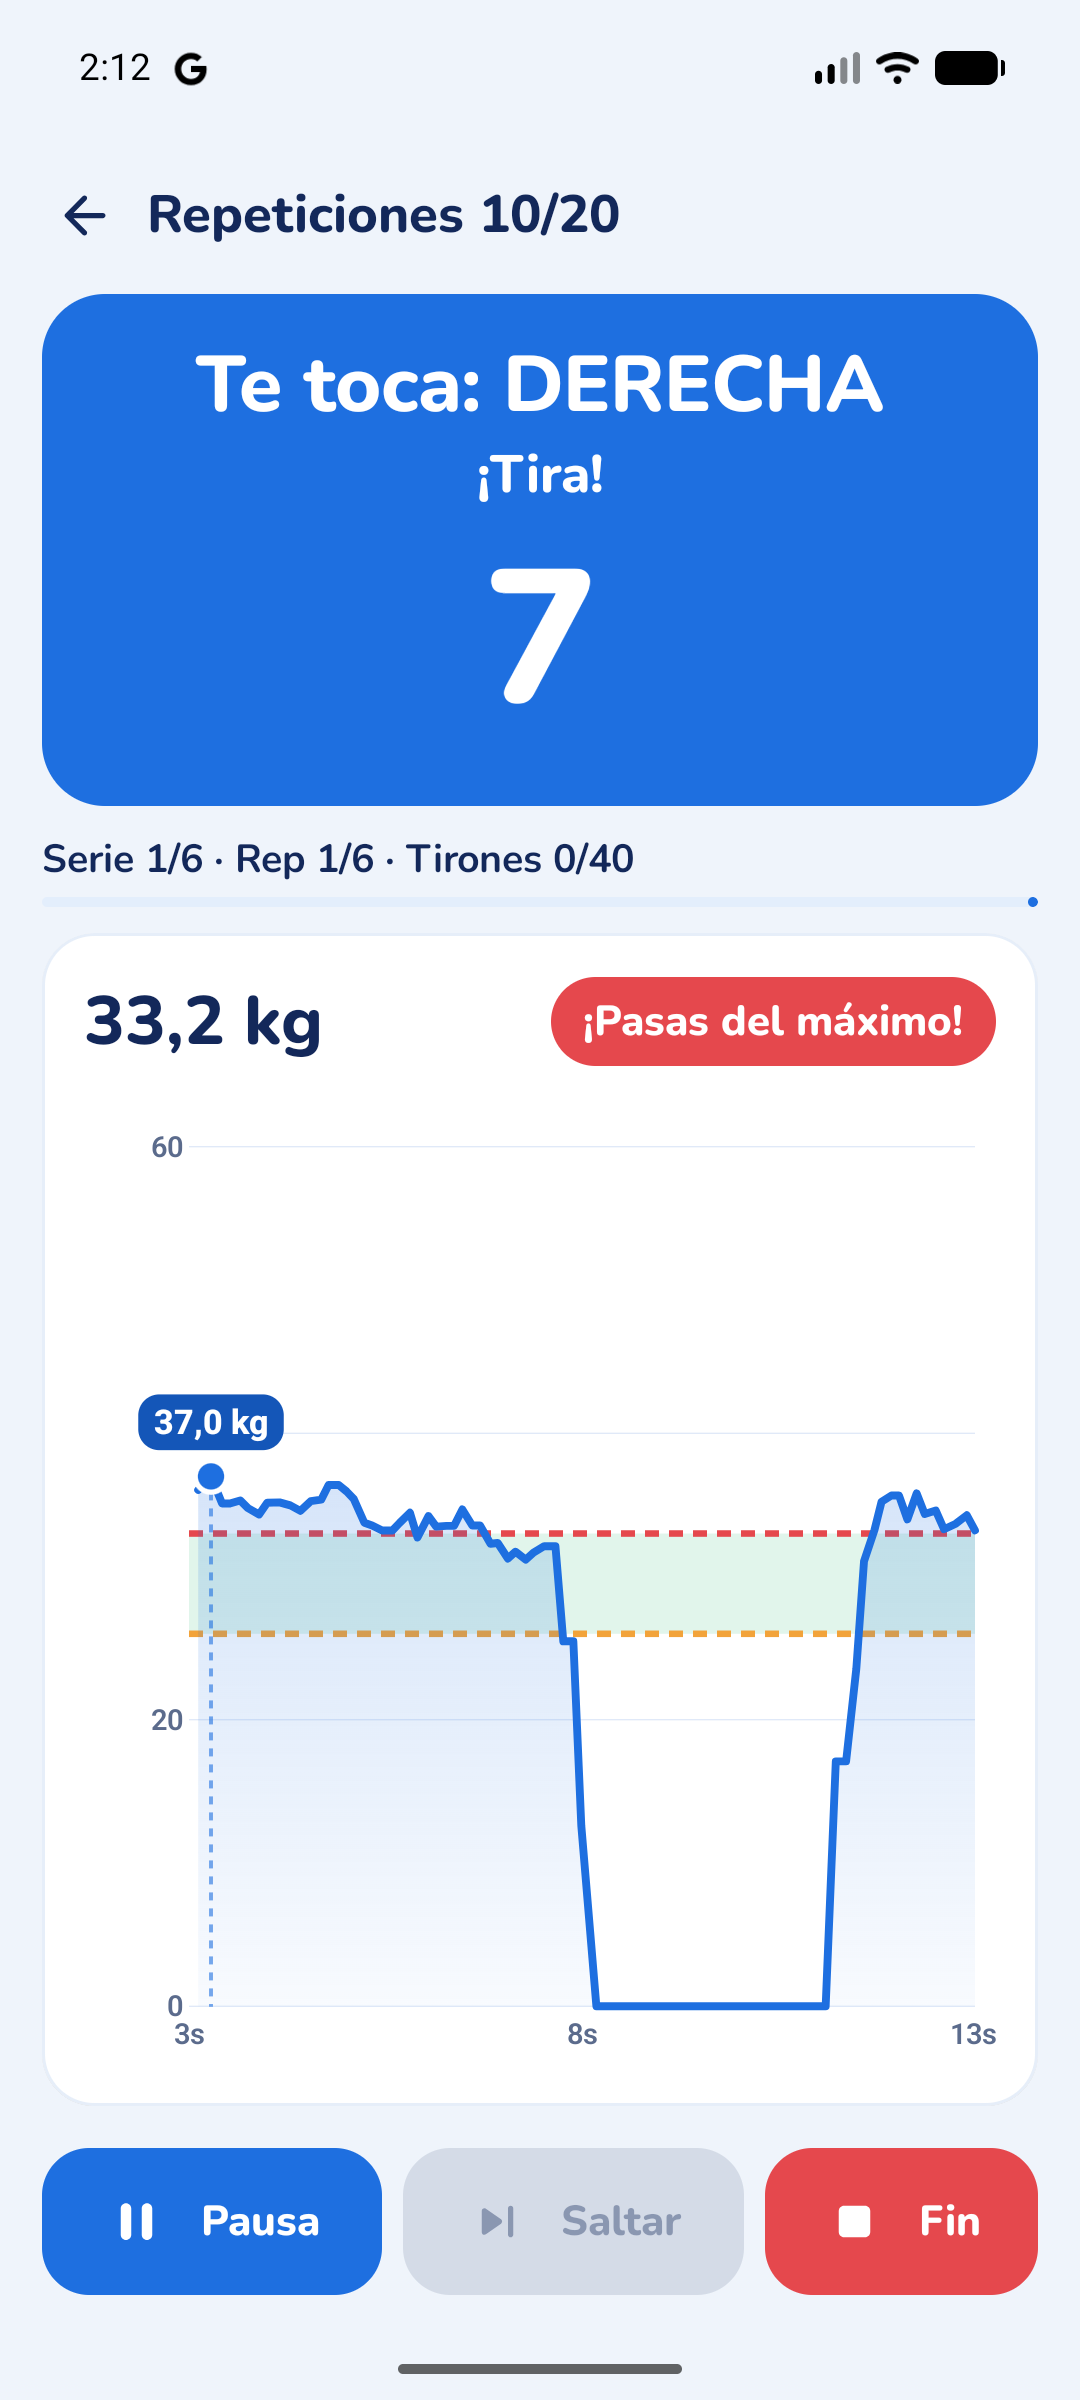 2:12 G
Repeticiones 10/20
Te toca: DERECHA
¡Tira!
7
Serie 1/6 · Rep 1/6 · Tirones 0/40
33,2 kg
¡Pasas del máximo!
60
37,0 kg
20
0
3s 8s 13s
Pausa
Saltar
Fin